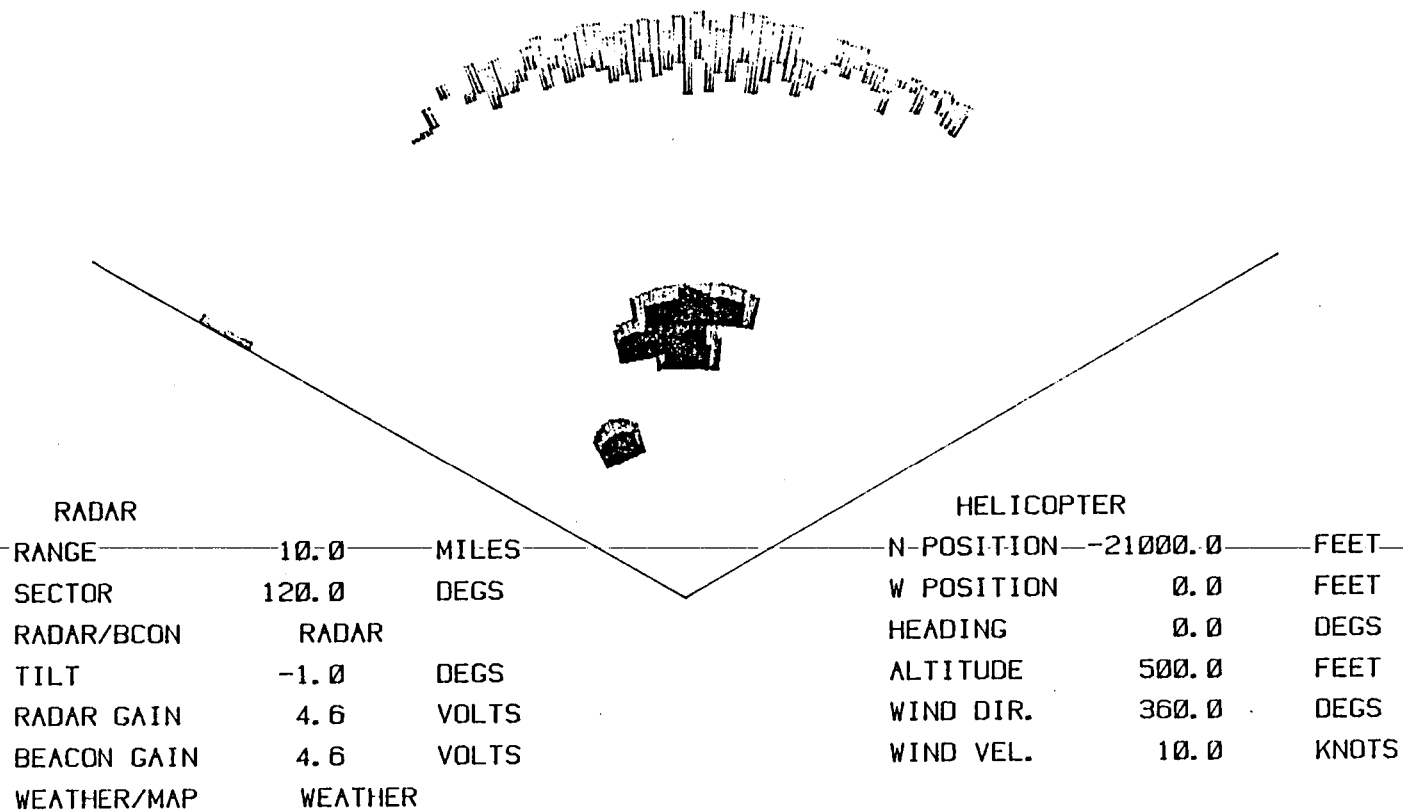 RADAR
RANGE 10.0 MILES
SECTOR 120.0 DEGS
RADAR/BCON RADAR
TILT -1.0 DEGS
RADAR GAIN 4.6 VOLTS
BEACON GAIN 4.6 VOLTS
WEATHER/MAP WEATHER
HELICOPTER
N POSITION -21000.0 FEET
W POSITION 0.0 FEET
HEADING 0.0 DEGS
ALTITUDE 500.0 FEET
WIND DIR. 360.0 DEGS
WIND VEL. 10.0 KNOTS